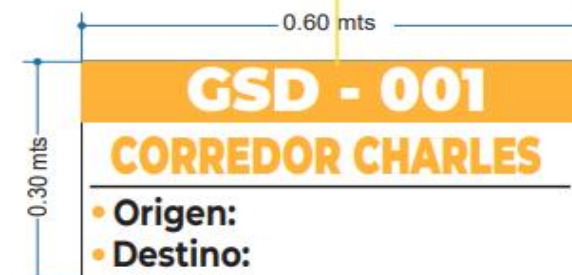 0.60 mts
GSD - 001
CORREDOR CHARLES
0.30 mts
• Origen:
• Destino: